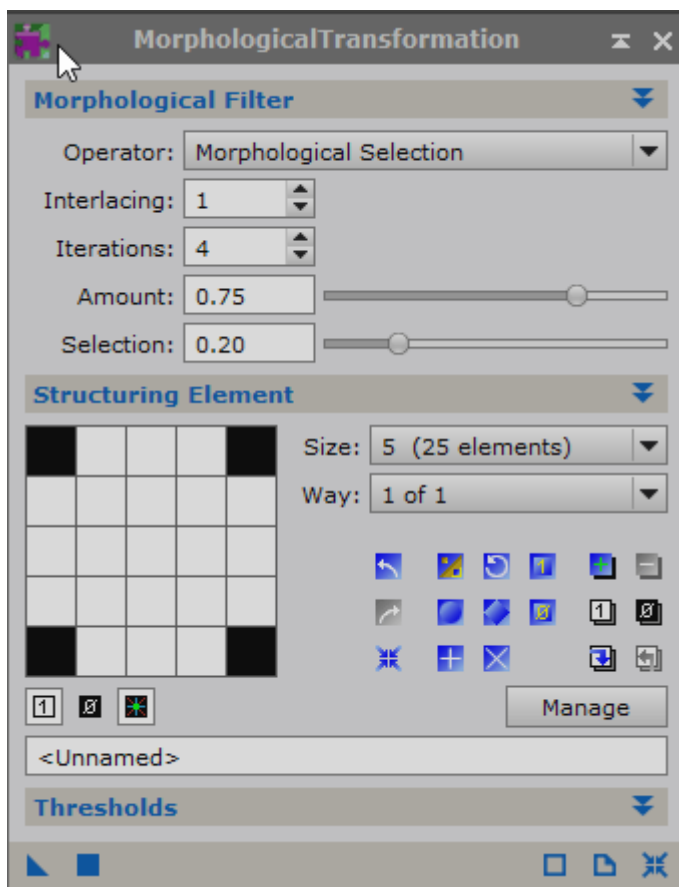 MorphologicalTransformation
Morphological Filter
Operator: Morphological Selection
Interlacing: 1
Iterations: 4
Amount: 0.75
Selection: 0.20
Structuring Element
Size: 5 (25 elements)
Way: 1 of 1
Manage
<Unnamed>
Thresholds